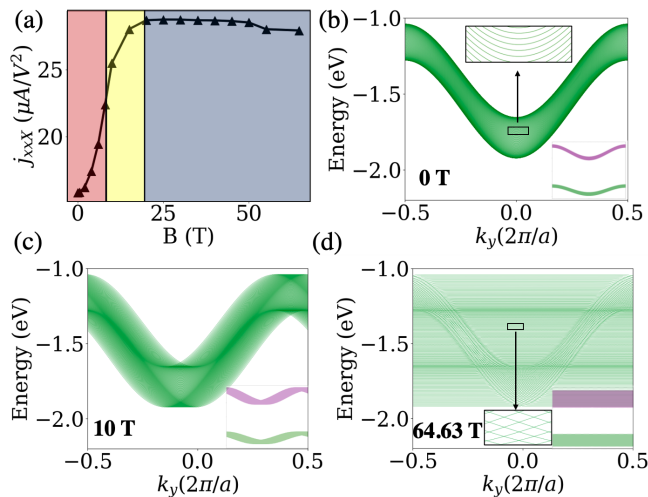 (a)
28
20
j_{xxX} (μA/V^2)
0
25
50
B (T)
(b)
−1.0
−1.5
−2.0
Energy (eV)
0 T
−0.5
0.0
0.5
k_y(2π/a)
(c)
−1.0
−1.5
−2.0
Energy (eV)
10 T
−0.5
0.0
0.5
k_y(2π/a)
(d)
−1.0
−1.5
−2.0
Energy (eV)
64.63 T
−0.5
0.0
0.5
k_y(2π/a)